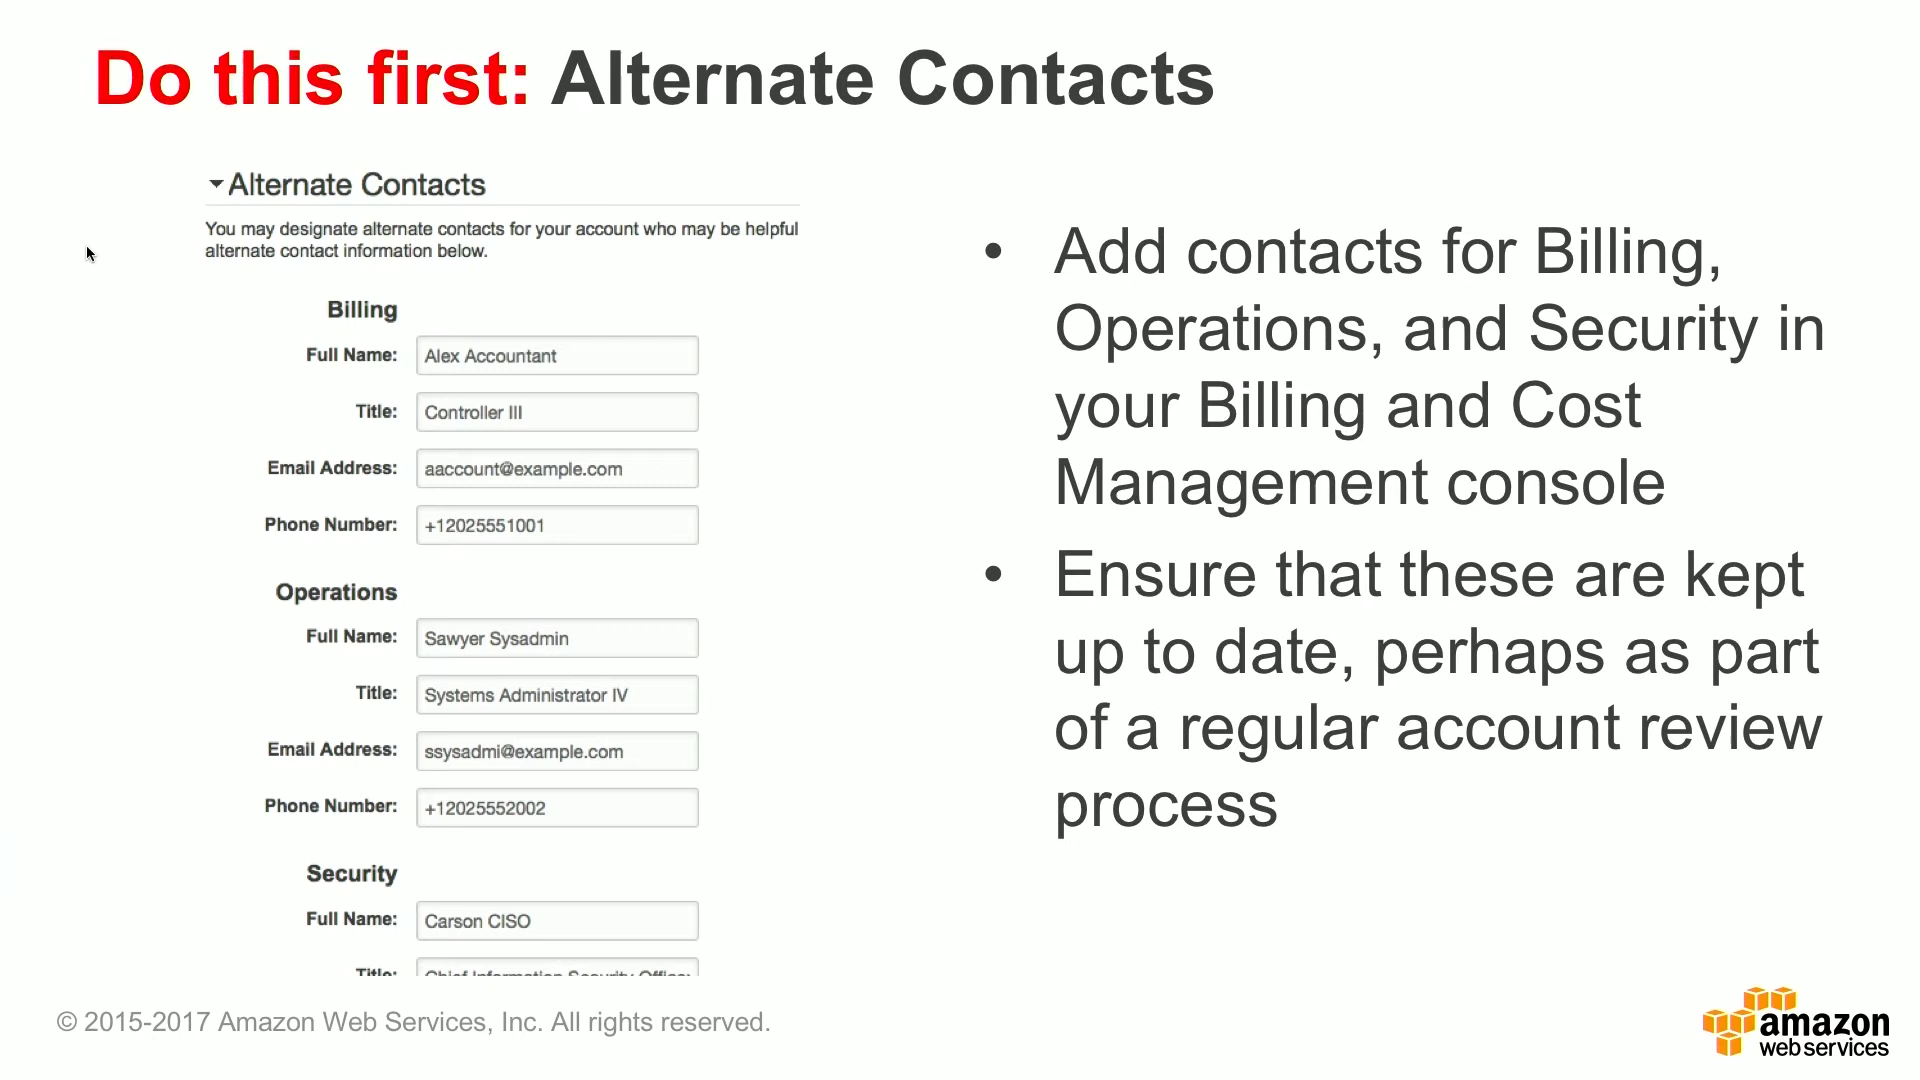 Do this first: Alternate Contacts
Alternate Contacts
You may designate alternate contacts for your account who may be helpful
alternate contact information below.
Billing
Full Name: Alex Accountant
Title: Controller III
Email Address: aaccount@example.com
Phone Number: +12025551001
Operations
Full Name: Sawyer Sysadmin
Title: Systems Administrator IV
Email Address: ssysadmi@example.com
Phone Number: +12025552002
Security
Full Name: Carson CISO
Title: Chief Information Security Officer
• Add contacts for Billing,
Operations, and Security in
your Billing and Cost
Management console
• Ensure that these are kept
up to date, perhaps as part
of a regular account review
process
© 2015-2017 Amazon Web Services, Inc. All rights reserved.
amazon
web services